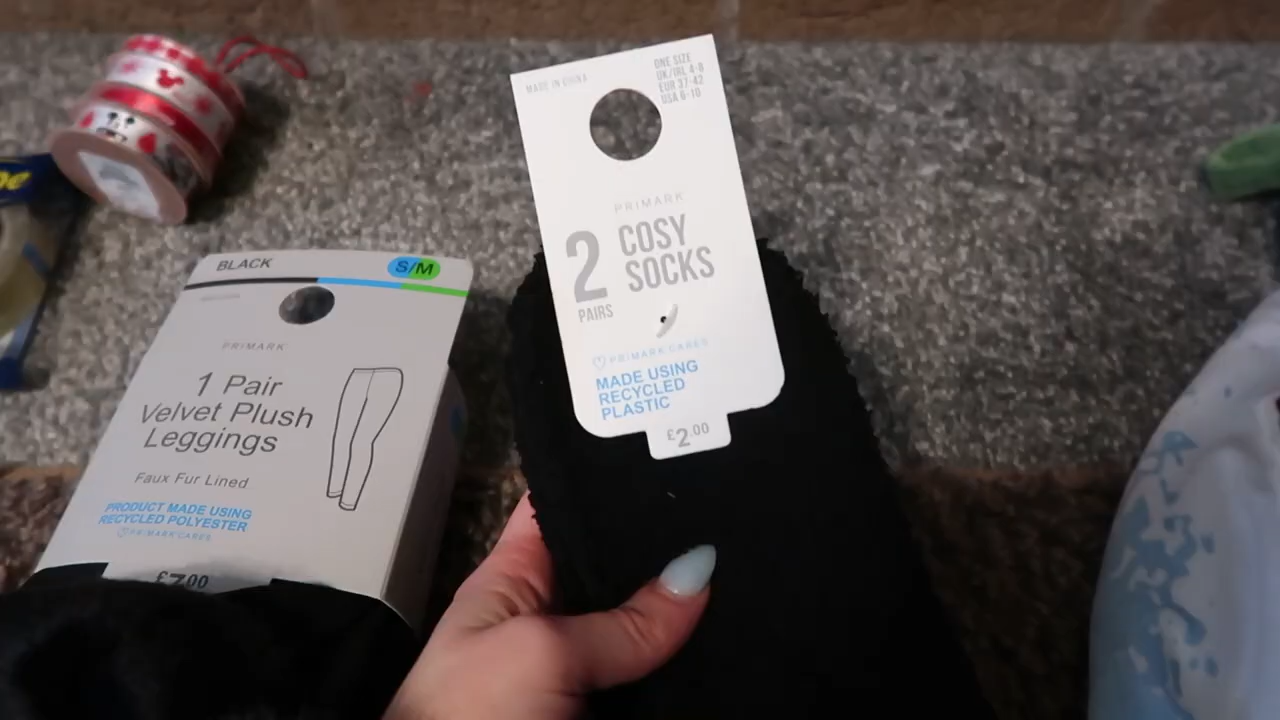 MADE IN CHINA
ONE SIZE
UK/IRL 4-8
EUR 37-42
USA 6-10
PRIMARK
2
PAIRS
COSY
SOCKS
PRIMARK CARES
MADE USING
RECYCLED
PLASTIC
£2.00
BLACK
S/M
PRIMARK
1 Pair
Velvet Plush
Leggings
Faux Fur Lined
PRODUCT MADE USING
RECYCLED POLYESTER
PRIMARK CARES
£7.00